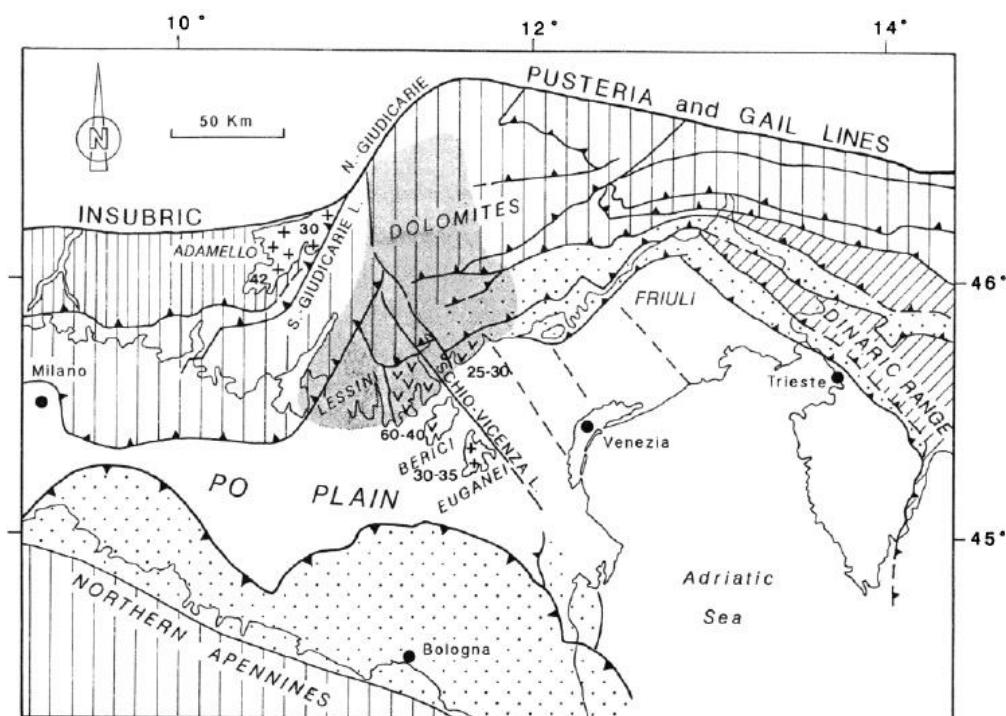 10°
12°
14°
PUSTERIA and GAIL LINES
N
50 Km
N. GIUDICARIE
INSUBRIC
ADAMELLO
30
42
S. GIUDICARIE L.
DOLOMITES
46°
FRIULI
DINARIC RANGE
Milano
LESSINI
25-30
SCHIO-VICENZA L.
Trieste
60-40
BERICI
30-35
EUGANEI
Venezia
PO PLAIN
45°
Adriatic
Sea
NORTHERN APENNINES
Bologna